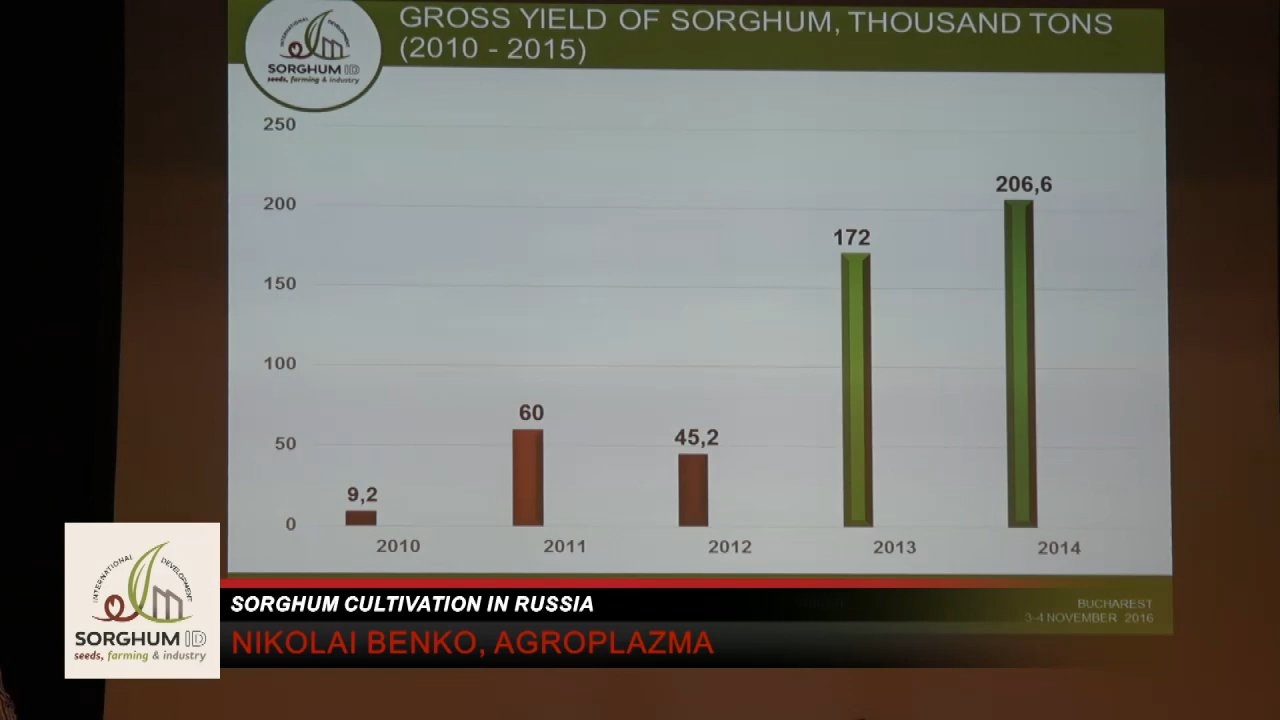 GROSS YIELD OF SORGHUM, THOUSAND TONS
(2010 - 2015)
INTERNATIONAL DEVELOPMENT
SORGHUM ID
seeds, farming & industry
250
200
150
100
50
0
9,2
60
45,2
172
206,6
2010
2011
2012
2013
2014
BUCHAREST
3-4 NOVEMBER 2016
INTERNATIONAL DEVELOPMENT
SORGHUM ID
seeds, farming & industry
SORGHUM CULTIVATION IN RUSSIA
NIKOLAI BENKO, AGROPLAZMA